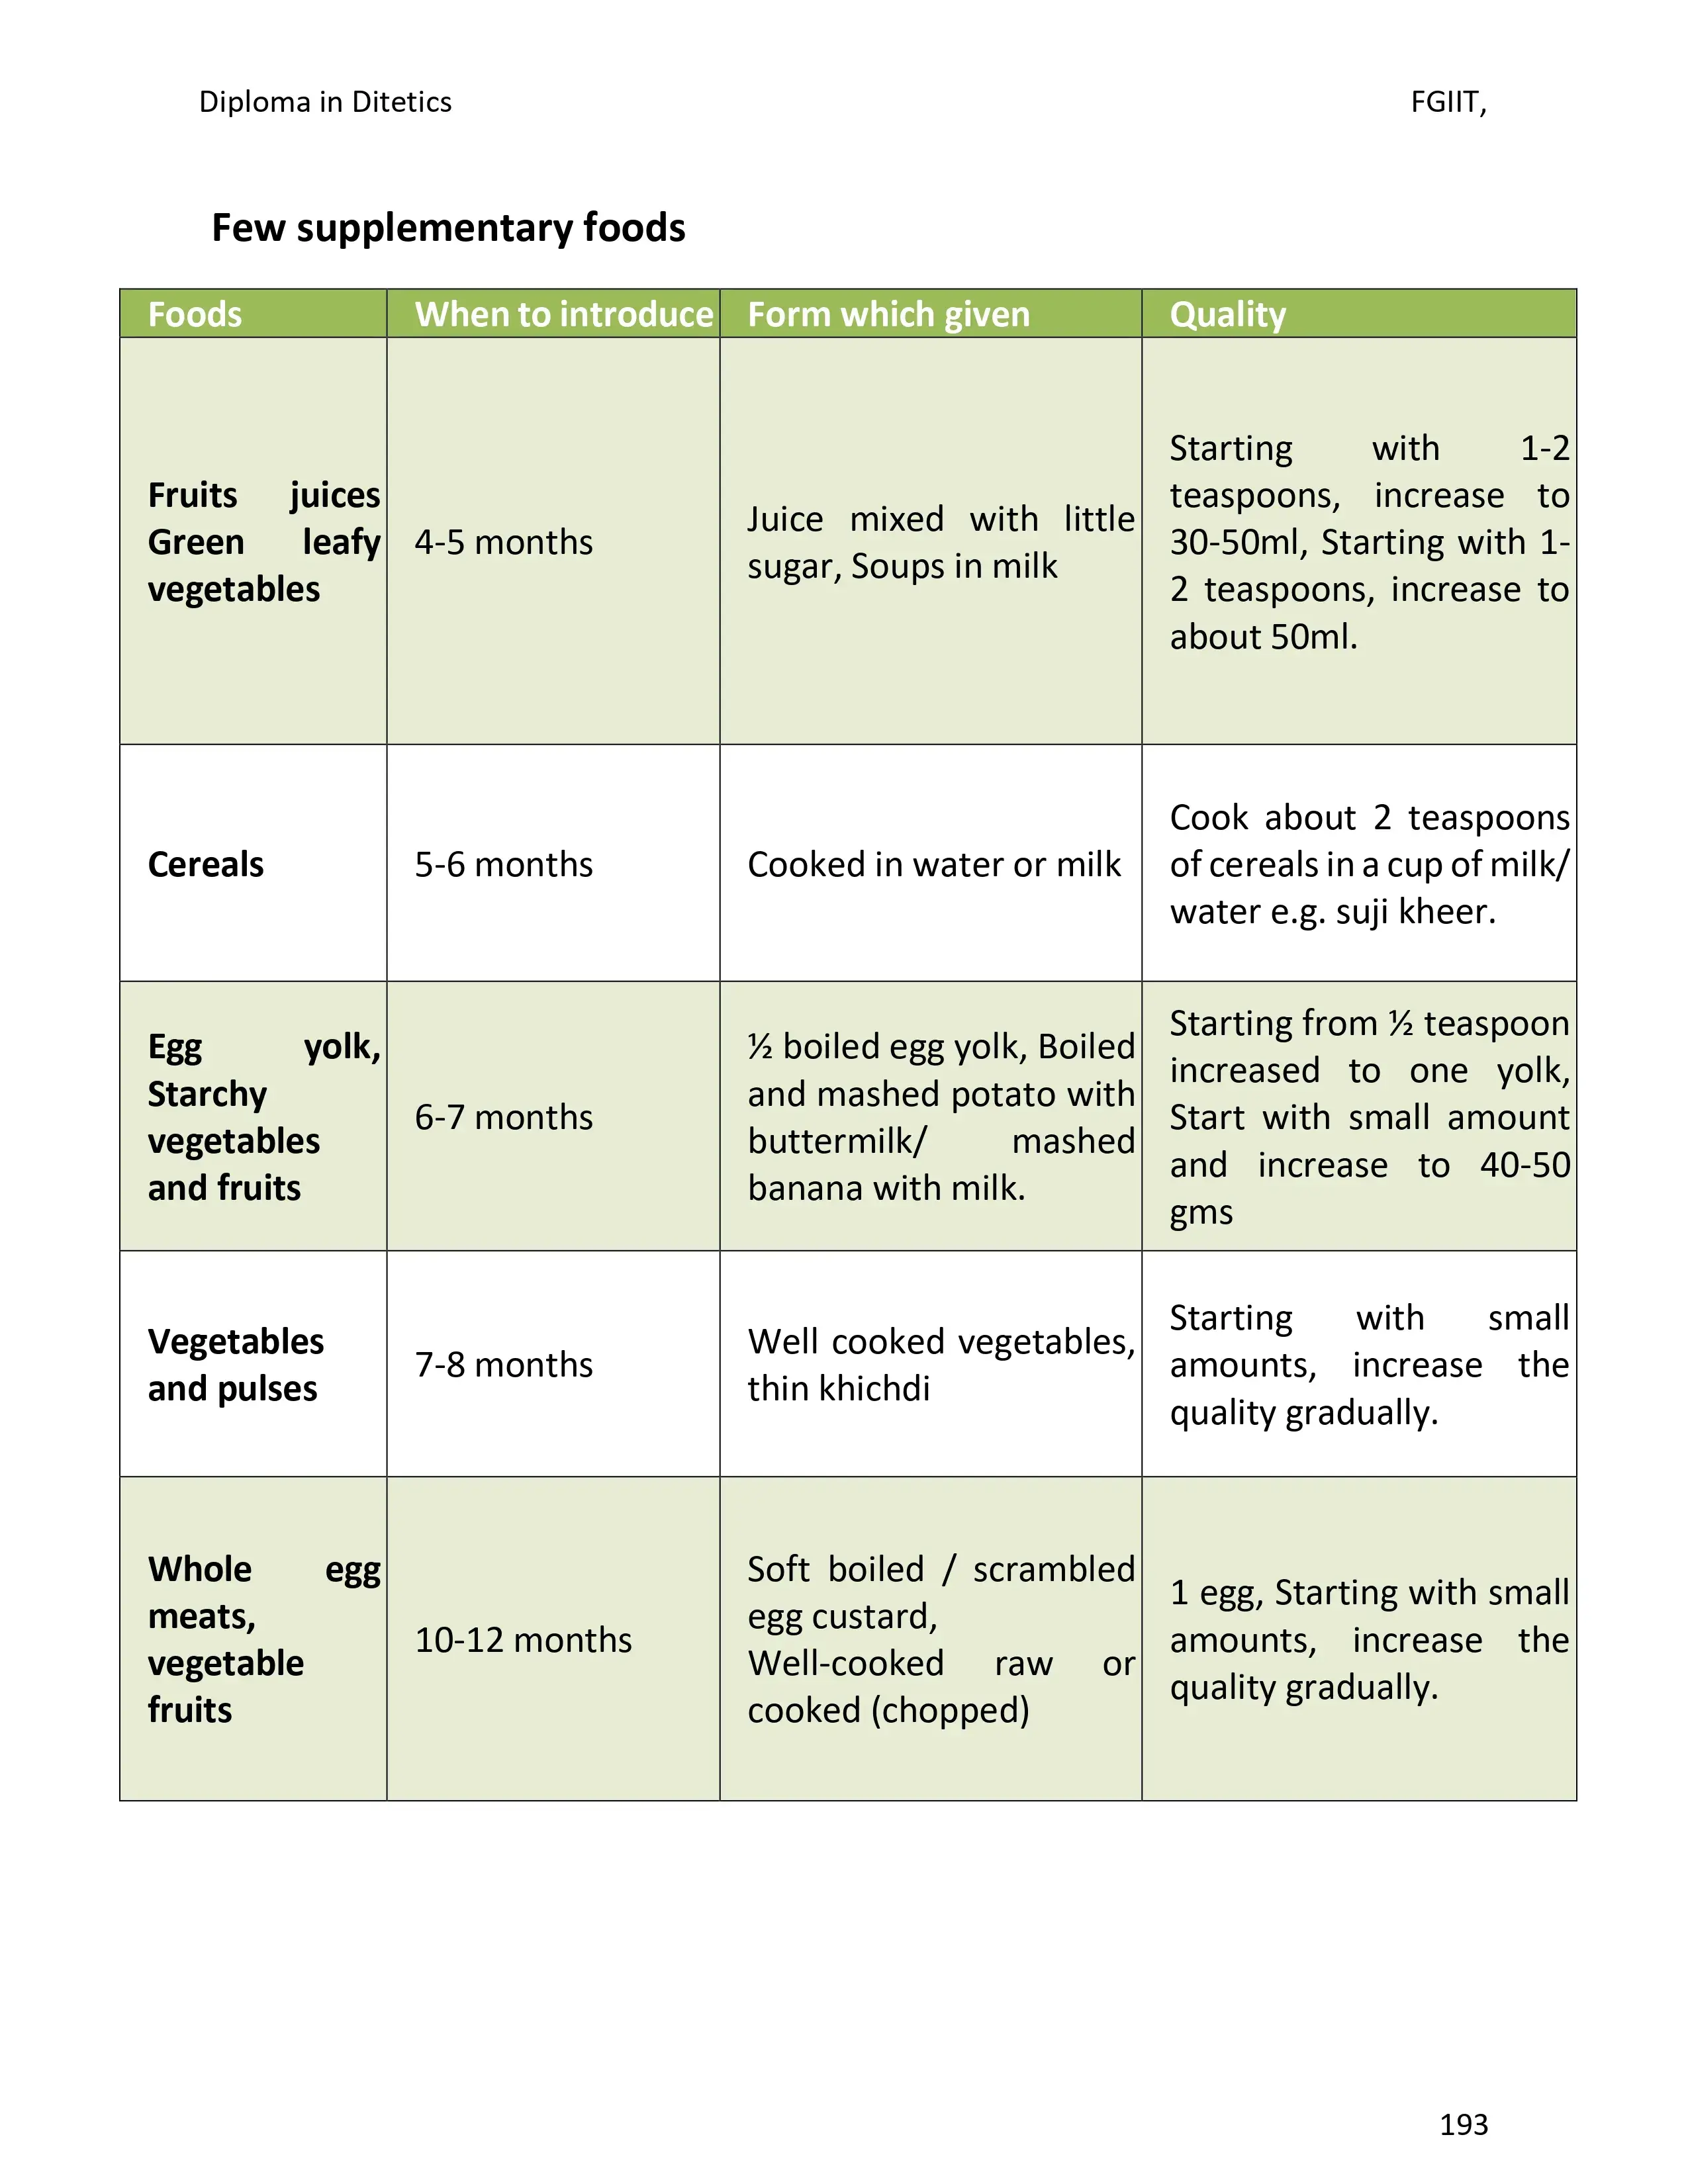 Diploma in Ditetics FGIIT,
Few supplementary foods
Foods When to introduce Form which given Quality
Fruits juices
Green leafy
vegetables
4-5 months
Juice mixed with little
sugar, Soups in milk
Starting with 1-2
teaspoons, increase to
30-50ml, Starting with 1-
2 teaspoons, increase to
about 50ml.
Cereals
5-6 months
Cooked in water or milk
Cook about 2 teaspoons
of cereals in a cup of milk/
water e.g. suji kheer.
Egg yolk,
Starchy
vegetables
and fruits
6-7 months
½ boiled egg yolk, Boiled
and mashed potato with
buttermilk/ mashed
banana with milk.
Starting from ½ teaspoon
increased to one yolk,
Start with small amount
and increase to 40-50
gms
Vegetables
and pulses
7-8 months
Well cooked vegetables,
thin khichdi
Starting with small
amounts, increase the
quality gradually.
Whole egg
meats,
vegetable
fruits
10-12 months
Soft boiled / scrambled
egg custard,
Well-cooked raw or
cooked (chopped)
1 egg, Starting with small
amounts, increase the
quality gradually.
193